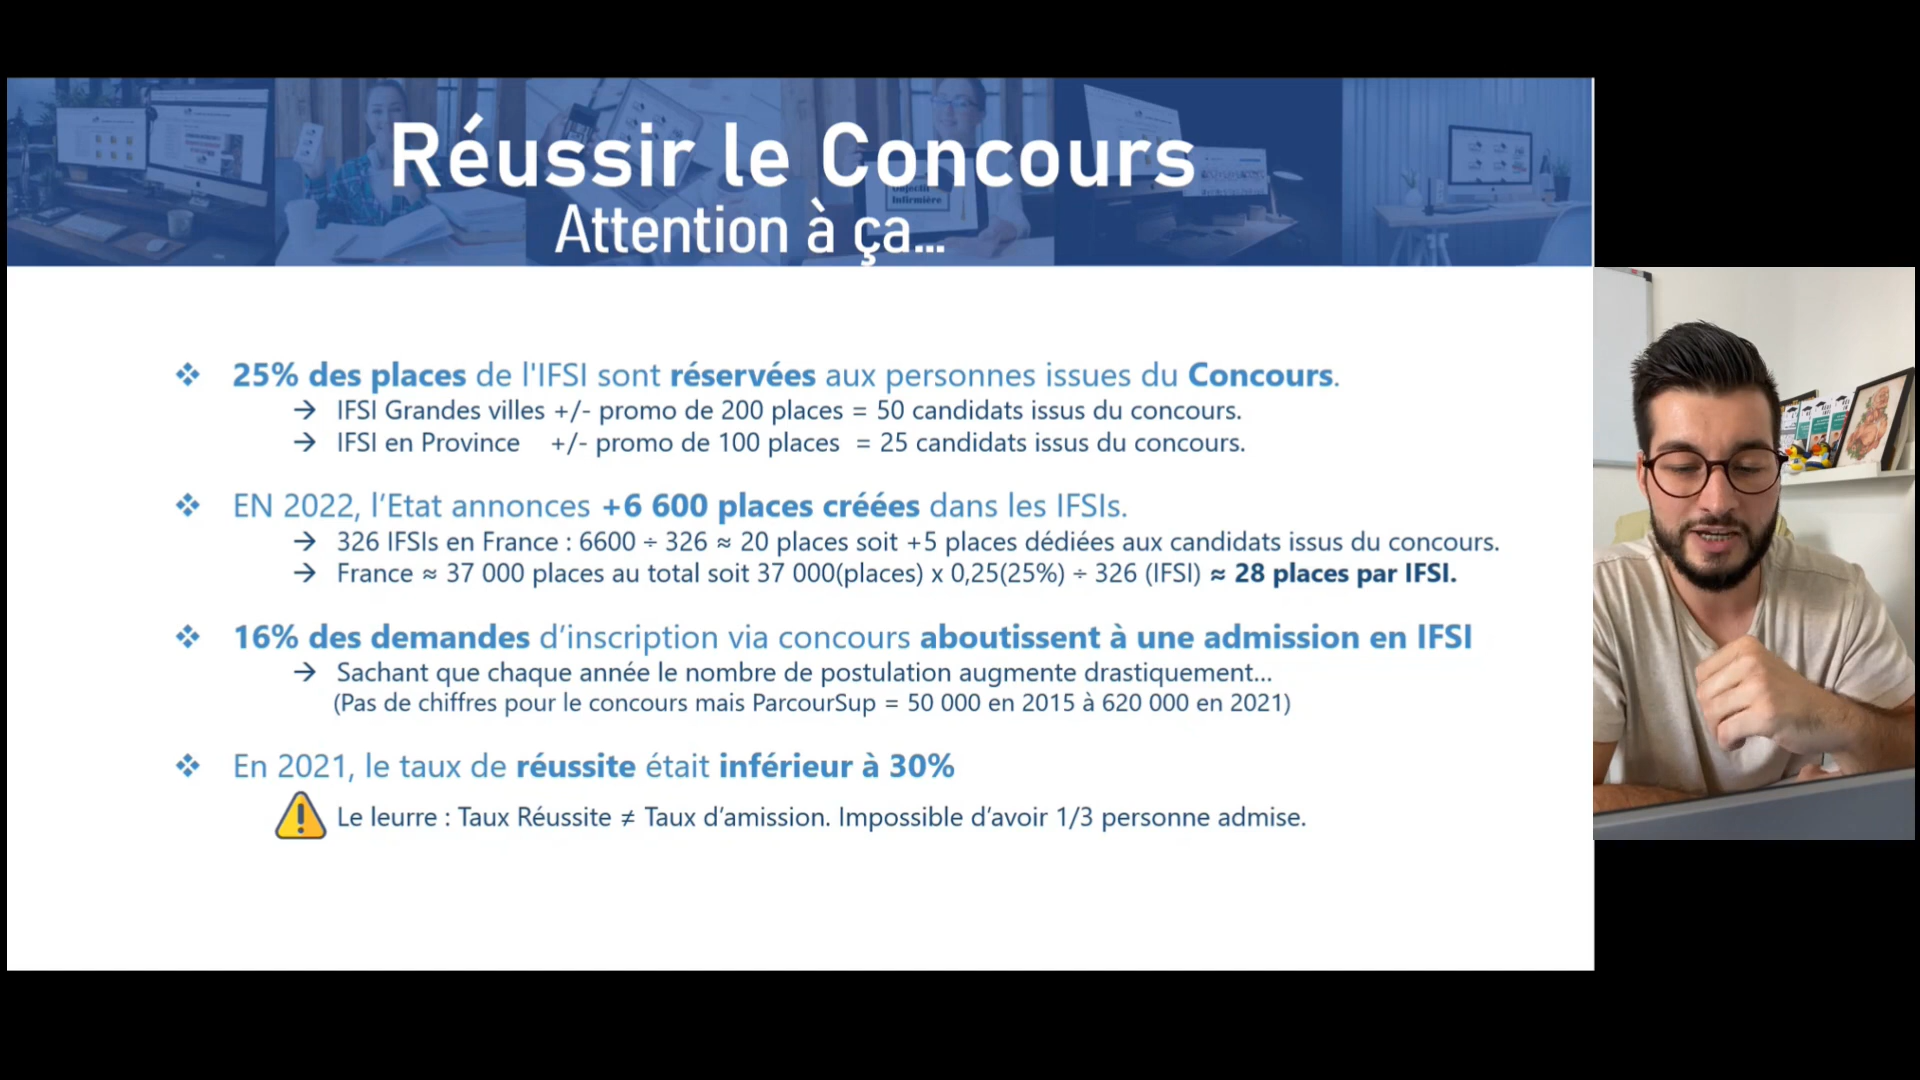 Réussir le Concours
Objectif
Infirmière
Attention à ça...
❖ 25% des places de l'IFSI sont réservées aux personnes issues du Concours.
→ IFSI Grandes villes +/- promo de 200 places = 50 candidats issus du concours.
→ IFSI en Province +/- promo de 100 places = 25 candidats issus du concours.
❖ EN 2022, l’Etat annonces +6 600 places créées dans les IFSIs.
→ 326 IFSIs en France : 6600 ÷ 326 ≈ 20 places soit +5 places dédiées aux candidats issus du concours.
→ France ≈ 37 000 places au total soit 37 000(places) x 0,25(25%) ÷ 326 (IFSI) ≈ 28 places par IFSI.
❖ 16% des demandes d’inscription via concours aboutissent à une admission en IFSI
→ Sachant que chaque année le nombre de postulation augmente drastiquement...
(Pas de chiffres pour le concours mais ParcourSup = 50 000 en 2015 à 620 000 en 2021)
❖ En 2021, le taux de réussite était inférieur à 30%
Le leurre : Taux Réussite ≠ Taux d’amission. Impossible d’avoir 1/3 personne admise.